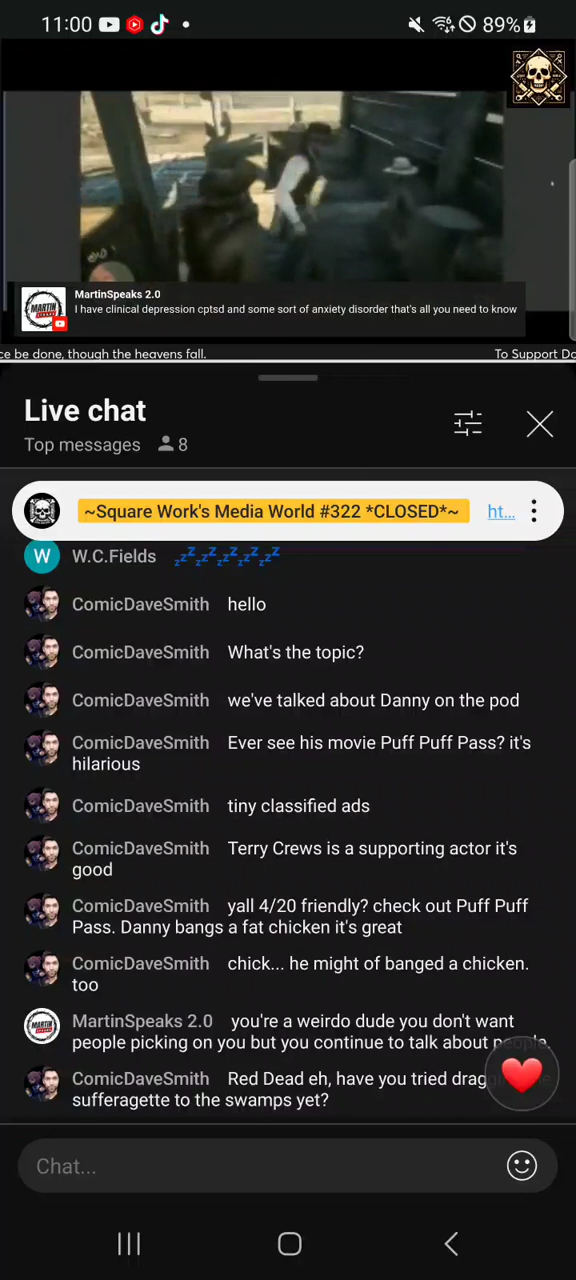 11:00
89%
MARTIN
MartinSpeaks 2.0
I have clinical depression cptsd and some sort of anxiety disorder that's all you need to know
ce be done, though the heavens fall.
To Support Do
Live chat
Top messages 8
~Square Work's Media World #322 *CLOSED*~ ht...
W W.C.Fields 💤💤💤💤💤💤
ComicDaveSmith hello
ComicDaveSmith What's the topic?
ComicDaveSmith we've talked about Danny on the pod
ComicDaveSmith Ever see his movie Puff Puff Pass? it's
hilarious
ComicDaveSmith tiny classified ads
ComicDaveSmith Terry Crews is a supporting actor it's
good
ComicDaveSmith yall 4/20 friendly? check out Puff Puff
Pass. Danny bangs a fat chicken it's great
ComicDaveSmith chick... he might of banged a chicken.
too
MARTIN
MartinSpeaks 2.0 you're a weirdo dude you don't want
people picking on you but you continue to talk about people.
ComicDaveSmith Red Dead eh, have you tried drag
sufferagette to the swamps yet?
Chat...